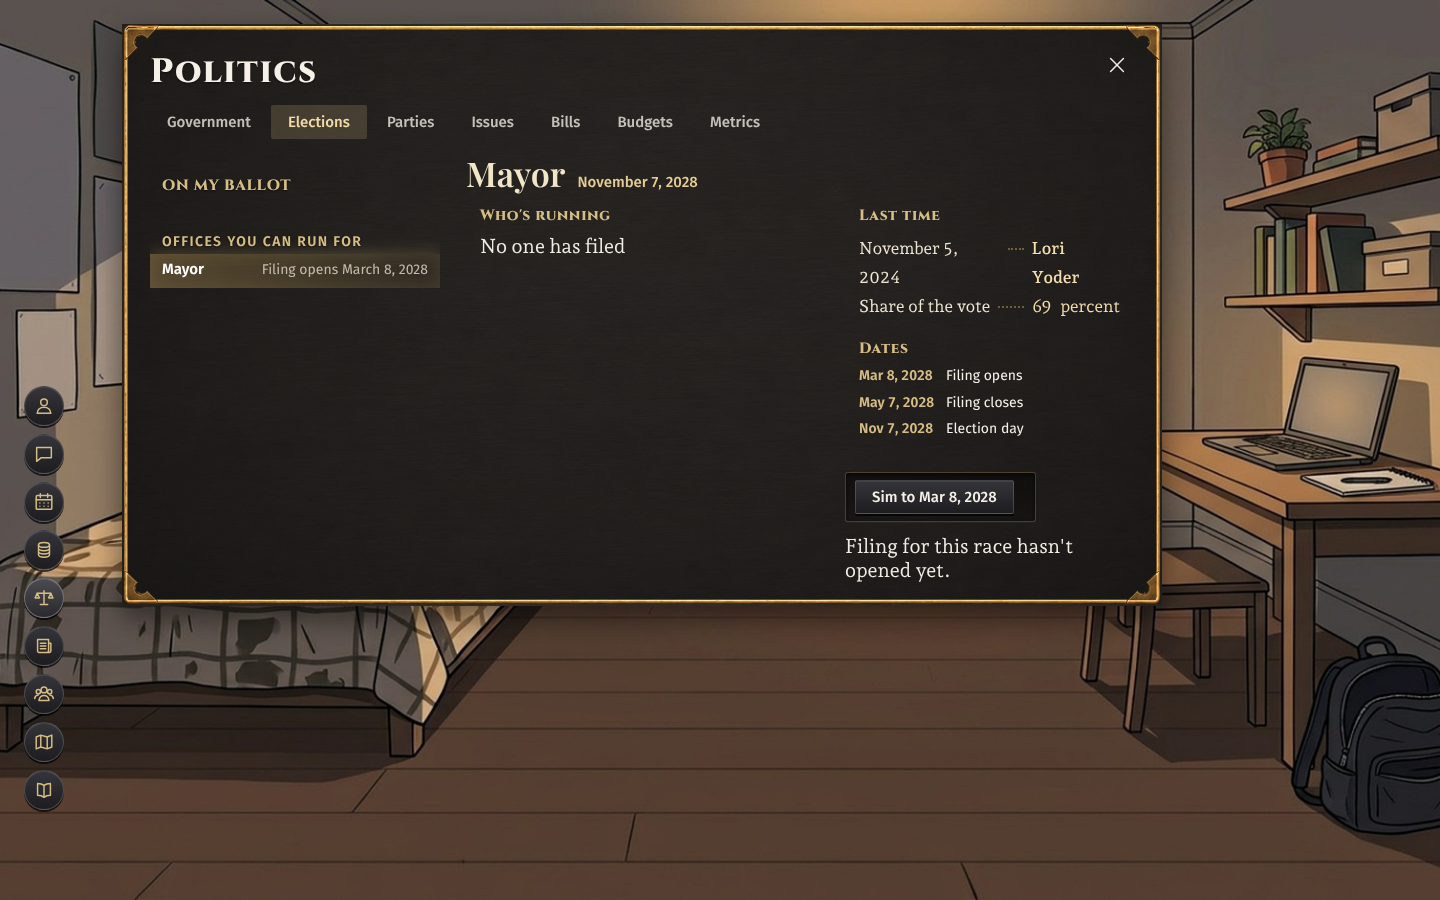 Politics
Government Elections Parties Issues Bills Budgets Metrics
On my ballot
OFFICES YOU CAN RUN FOR
Mayor Filing opens March 8, 2028
Mayor November 7, 2028
Who's running
No one has filed
Last time
November 5, 2024 Lori Yoder
Share of the vote 69 percent
Dates
Mar 8, 2028 Filing opens
May 7, 2028 Filing closes
Nov 7, 2028 Election day
Sim to Mar 8, 2028
Filing for this race hasn't
opened yet.